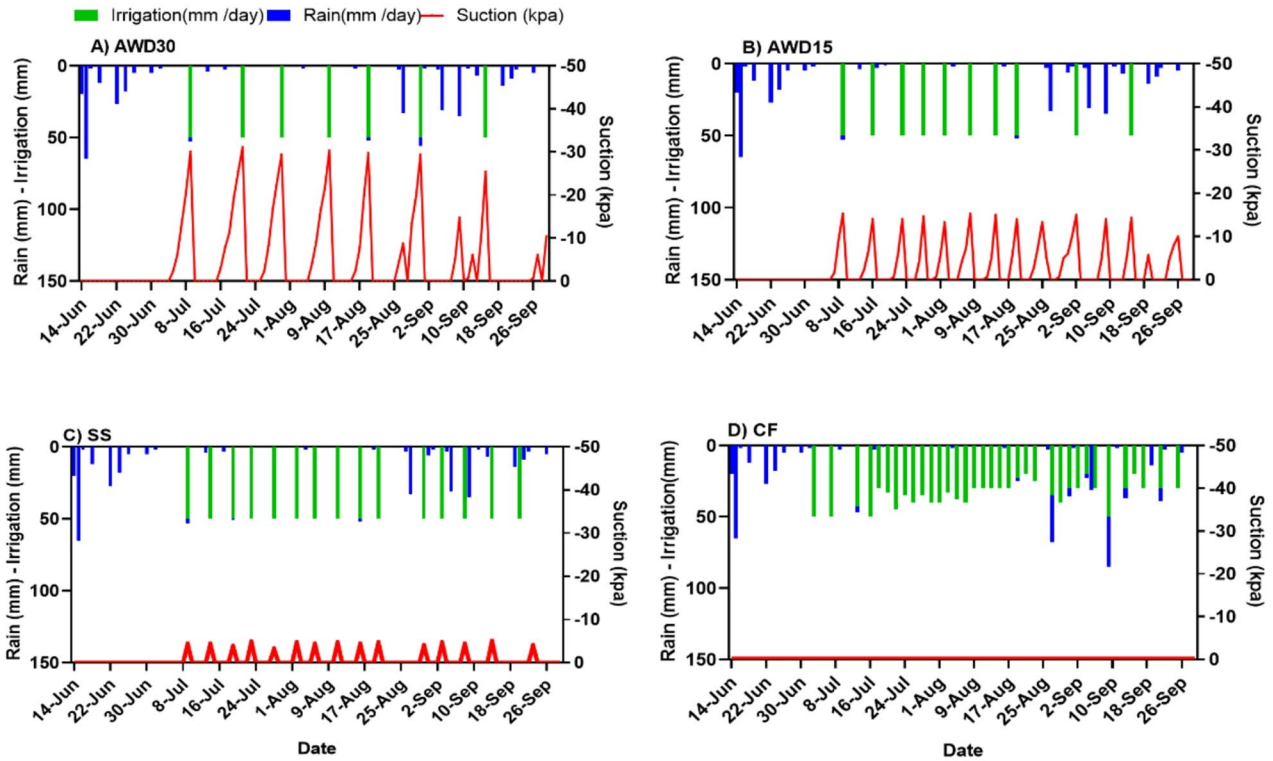 Irrigation(mm /day) Rain(mm /day) Suction (kpa)
A) AWD30
Rain (mm) - Irrigation (mm)
0
50
100
150
-50
-40
-30
-20
-10
0
Suction (kpa)
14-Jun 22-Jun 30-Jun 8-Jul 16-Jul 24-Jul 1-Aug 9-Aug 17-Aug 25-Aug 2-Sep 10-Sep 18-Sep 26-Sep
B) AWD15
Rain (mm) - Irrigation (mm)
0
50
100
150
-50
-40
-30
-20
-10
0
Suction (kpa)
14-Jun 22-Jun 30-Jun 8-Jul 16-Jul 24-Jul 1-Aug 9-Aug 17-Aug 25-Aug 2-Sep 10-Sep 18-Sep 26-Sep
C) SS
Rain (mm) - Irrigation (mm)
0
50
100
150
-50
-40
-30
-20
-10
0
Suction (kpa)
14-Jun 22-Jun 30-Jun 8-Jul 16-Jul 24-Jul 1-Aug 9-Aug 17-Aug 25-Aug 2-Sep 10-Sep 18-Sep 26-Sep
Date
D) CF
Rain (mm) - Irrigation(mm)
0
50
100
150
-50
-40
-30
-20
-10
0
Suction (kpa)
14-Jun 22-Jun 30-Jun 8-Jul 16-Jul 24-Jul 1-Aug 9-Aug 17-Aug 25-Aug 2-Sep 10-Sep 18-Sep 26-Sep
Date